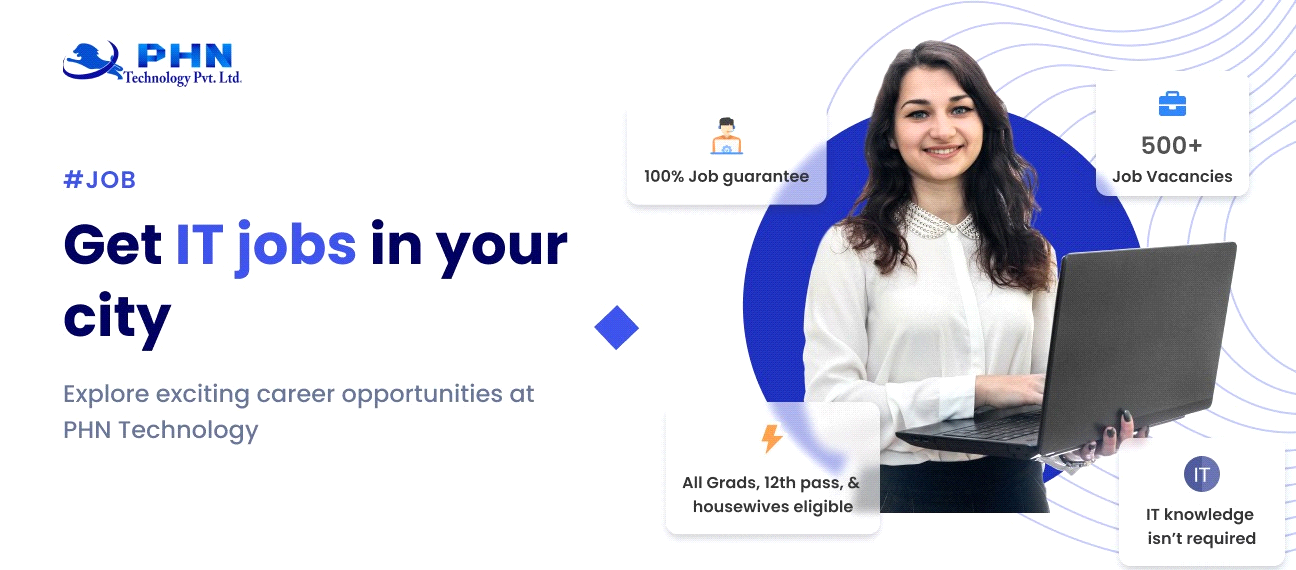 PHN
Technology Pvt. Ltd.
#JOB
Get IT jobs in your
city
Explore exciting career opportunities at
PHN Technology
100% Job guarantee
500+
Job Vacancies
All Grads, 12th pass, &
housewives eligible
IT
IT knowledge
isn't required